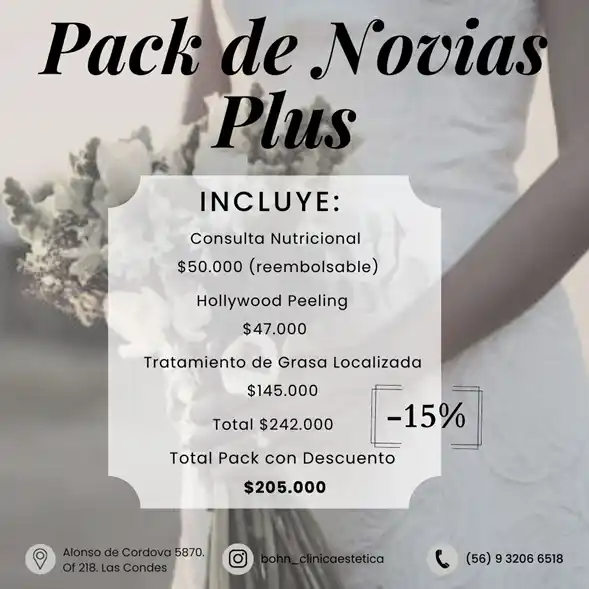 Pack de Novias
Plus
INCLUYE:
Consulta Nutricional
$50.000 (reembolsable)
Hollywood Peeling
$47.000
Tratamiento de Grasa Localizada
$145.000
Total $242.000
-15%
Total Pack con Descuento
$205.000
Alonso de Cordova 5870.
Of 218. Las Condes
bohn_clinicaestetica
(56) 9 3206 6518